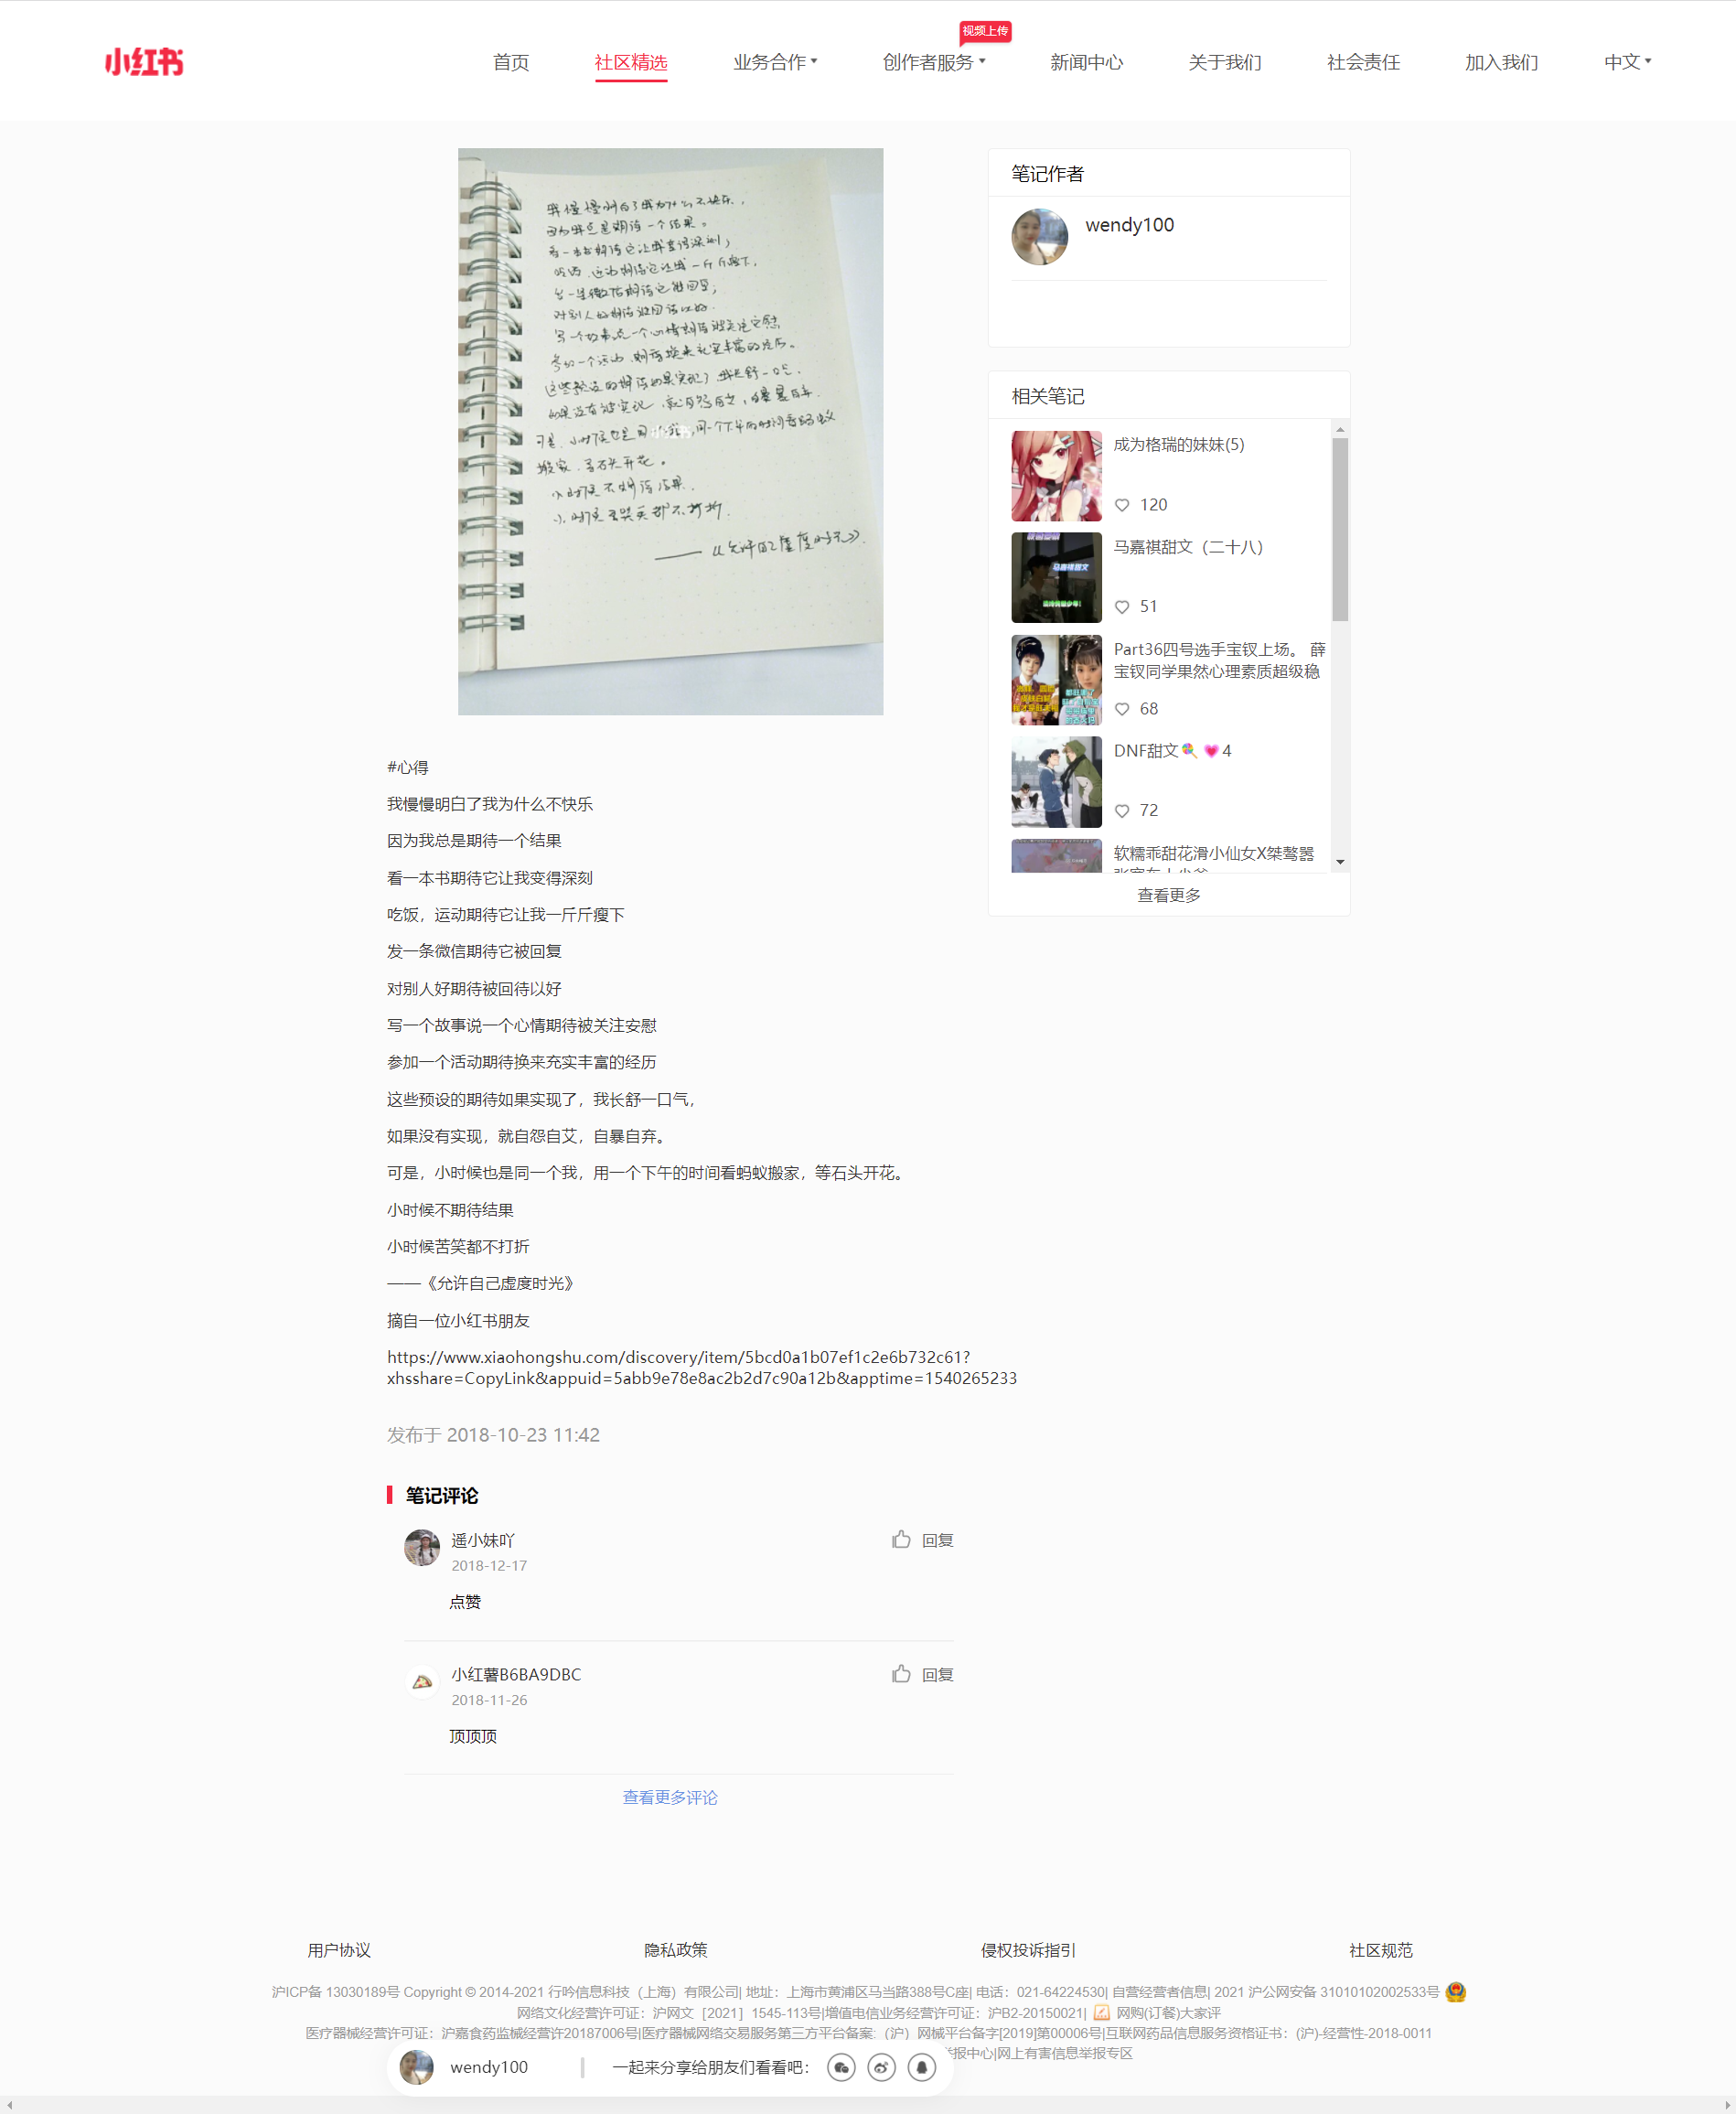 小红书
首页
社区精选
业务合作
创作者服务
视频上传
新闻中心
关于我们
社会责任
加入我们
中文
我慢慢明白了我为什么不快乐，
因为我总是期待一个结果。
看一本书期待它让我变得深刻，
吃饭，运动期待它让我一斤斤瘦下，
发一条微信期待它被回复，
对别人好期待被回待以好，
写一个故事说一个心情期待被关注安慰
参加一个活动，期待换来充实丰富的经历。
这些预设的期待如果实现了，我长舒一口气，
如果没有被实现，就自怨自艾，自暴自弃。
可是，小时候也是同一个我，用一个下午的时间看蚂蚁
搬家，等石头开花。
小时候不期待结果，
小时候哭笑都不打折。
——《允许自己虚度时光》
小红书
#心得
我慢慢明白了我为什么不快乐
因为我总是期待一个结果
看一本书期待它让我变得深刻
吃饭，运动期待它让我一斤斤瘦下
发一条微信期待它被回复
对别人好期待被回待以好
写一个故事说一个心情期待被关注安慰
参加一个活动期待换来充实丰富的经历
这些预设的期待如果实现了，我长舒一口气，
如果没有实现，就自怨自艾，自暴自弃。
可是，小时候也是同一个我，用一个下午的时间看蚂蚁搬家，等石头开花。
小时候不期待结果
小时候苦笑都不打折
——《允许自己虚度时光》
摘自一位小红书朋友
https://www.xiaohongshu.com/discovery/item/5bcd0a1b07ef1c2e6b732c61?
xhsshare=CopyLink&appuid=5abb9e78e8ac2b2d7c90a12b&apptime=1540265233
发布于 2018-10-23 11:42
笔记评论
遥小妹吖
回复
2018-12-17
点赞
小红薯B6BA9DBC
回复
2018-11-26
顶顶顶
查看更多评论
笔记作者
wendy100
相关笔记
成为格瑞的妹妹(5)
120
马嘉祺甜文（二十八）
马嘉祺甜文
51
Part36四号选手宝钗上场。 薛
宝钗同学果然心理素质超级稳
68
DNF甜文🍭 💗4
72
软糯乖甜花滑小仙女X桀骜嚣
查看更多
用户协议
隐私政策
侵权投诉指引
社区规范
沪ICP备 13030189号 Copyright © 2014-2021 行吟信息科技（上海）有限公司| 地址：上海市黄浦区马当路388号C座| 电话：021-64224530| 自营经营者信息| 2021 沪公网安备 31010102002533号
网络文化经营许可证：沪网文［2021］1545-113号|增值电信业务经营许可证：沪B2-20150021| 网购(订餐)大家评
医疗器械经营许可证：沪嘉食药监械经营许20187006号|医疗器械网络交易服务第三方平台备案:（沪）网械平台备字[2019]第00006号|互联网药品信息服务资格证书：(沪)-经营性-2018-0011
报中心|网上有害信息举报专区
wendy100
一起来分享给朋友们看看吧：